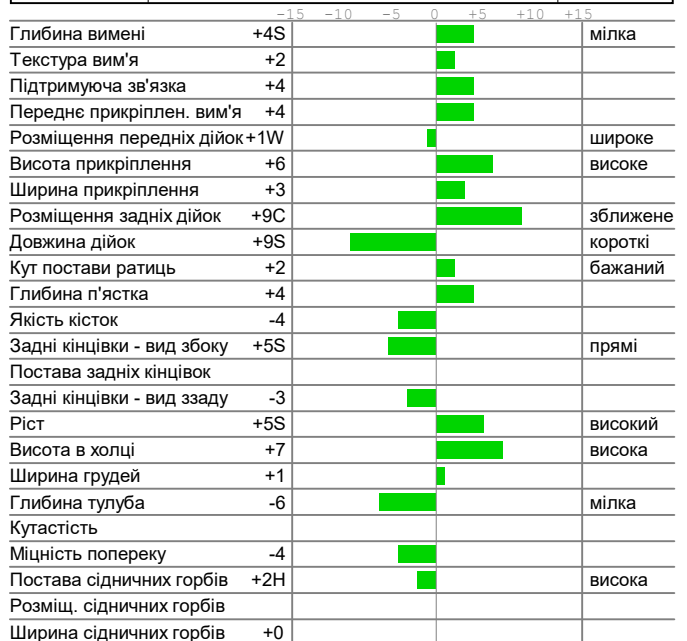 -15 -10 -5 0 +5 +10 +15
Глибина вимені +4S мілка
Текстура вим'я +2
Підтримуюча зв'язка +4
Переднє прикріплен. вим'я +4
Розміщення передніх дійок +1W широке
Висота прикріплення +6 високе
Ширина прикріплення +3
Розміщення задніх дійок +9C зближене
Довжина дійок +9S короткі
Кут постави ратиць +2 бажаний
Глибина п'ястка +4
Якість кісток -4
Задні кінцівки - вид збоку +5S прямі
Постава задніх кінцівок
Задні кінцівки - вид ззаду -3
Ріст +5S високий
Висота в холці +7 висока
Ширина грудей +1
Глибина тулуба -6 мілка
Кутастість
Міцність попереку -4
Постава сідничних горбів +2H висока
Розміщ. сідничних горбів
Ширина сідничних горбів +0